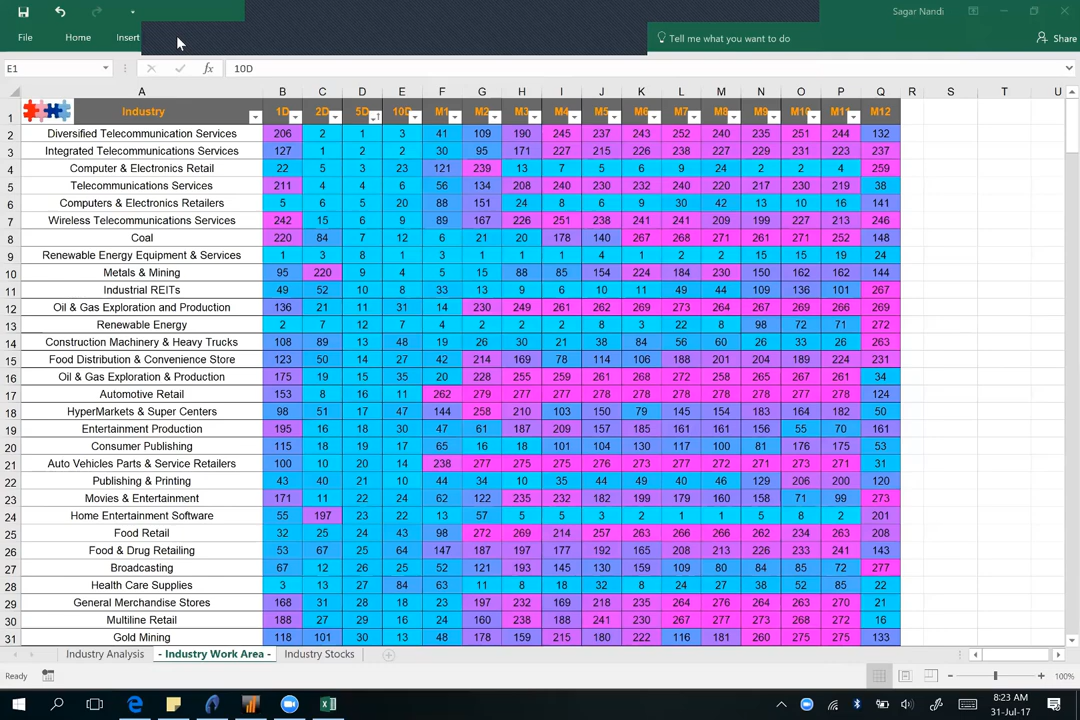 Sagar Nandi
File Home Insert Tell me what you want to do Share
E1 fx 10D
A B C D E F G H I J K L M N O P Q R S T U
1 Industry 1D 2D 5D 10D M1 M2 M3 M4 M5 M6 M7 M8 M9 M10 M11 M12
2 Diversified Telecommunication Services 206 2 1 3 41 109 190 245 237 243 252 240 235 251 244 132
3 Integrated Telecommunications Services 127 1 2 2 30 95 171 227 215 226 238 227 229 231 223 237
4 Computer & Electronics Retail 22 5 3 23 121 239 13 7 5 6 9 24 2 2 4 259
5 Telecommunications Services 211 4 4 6 56 134 208 240 230 232 240 220 217 230 219 38
6 Computers & Electronics Retailers 5 6 5 20 88 151 24 8 6 9 30 42 13 10 16 141
7 Wireless Telecommunications Services 242 15 6 9 89 167 226 251 238 241 241 209 199 227 213 246
8 Coal 220 84 7 12 6 21 20 178 140 267 268 271 261 271 252 148
9 Renewable Energy Equipment & Services 1 3 8 1 3 1 1 4 1 2 2 2 15 15 19 24
10 Metals & Mining 95 220 9 4 5 15 88 85 154 224 184 230 150 162 162 144
11 Industrial REITs 49 52 10 8 33 13 9 6 10 11 49 44 109 136 101 267
12 Oil & Gas Exploration and Production 136 21 11 31 14 230 249 261 262 269 273 264 267 269 266 269
13 Renewable Energy 2 7 12 7 4 2 2 2 8 3 22 8 98 72 71 272
14 Construction Machinery & Heavy Trucks 108 89 13 48 19 26 30 21 38 84 56 60 26 33 26 263
15 Food Distribution & Convenience Store 123 50 14 27 42 214 169 78 114 106 188 201 204 189 224 231
16 Oil & Gas Exploration & Production 175 19 15 35 20 228 255 259 261 268 272 258 265 267 261 34
17 Automotive Retail 153 8 16 11 262 279 277 277 278 278 278 278 278 277 278 124
18 HyperMarkets & Super Centers 98 51 17 47 144 258 210 103 150 79 145 154 183 164 182 50
19 Entertainment Production 195 16 18 30 47 61 187 209 157 185 161 161 156 55 70 161
20 Consumer Publishing 115 18 19 17 65 16 18 101 104 130 117 100 81 176 175 53
21 Auto Vehicles Parts & Service Retailers 100 10 20 14 238 277 275 275 276 273 277 272 271 273 271 31
22 Publishing & Printing 43 40 21 10 44 34 10 35 44 49 40 46 129 206 200 120
23 Movies & Entertainment 171 11 22 24 62 122 235 232 182 199 179 160 158 71 99 273
24 Home Entertainment Software 55 197 23 22 13 57 5 5 3 2 1 1 5 8 2 201
25 Food Retail 32 25 24 43 98 272 269 214 257 263 266 266 262 234 263 208
26 Food & Drug Retailing 53 67 25 64 147 187 197 177 192 165 208 213 226 233 241 143
27 Broadcasting 67 12 26 25 52 121 193 145 130 159 109 80 84 85 72 277
28 Health Care Supplies 3 13 27 84 63 11 8 18 32 8 24 27 38 52 85 22
29 General Merchandise Stores 168 31 28 18 23 197 232 169 218 235 264 276 264 263 270 21
30 Multiline Retail 188 27 29 16 24 160 238 188 241 230 267 277 273 268 272 16
31 Gold Mining 118 101 30 13 48 178 159 215 180 222 116 181 260 275 275 133
Industry Analysis - Industry Work Area - Industry Stocks
Ready 100%
8:23 AM
31-Jul-17